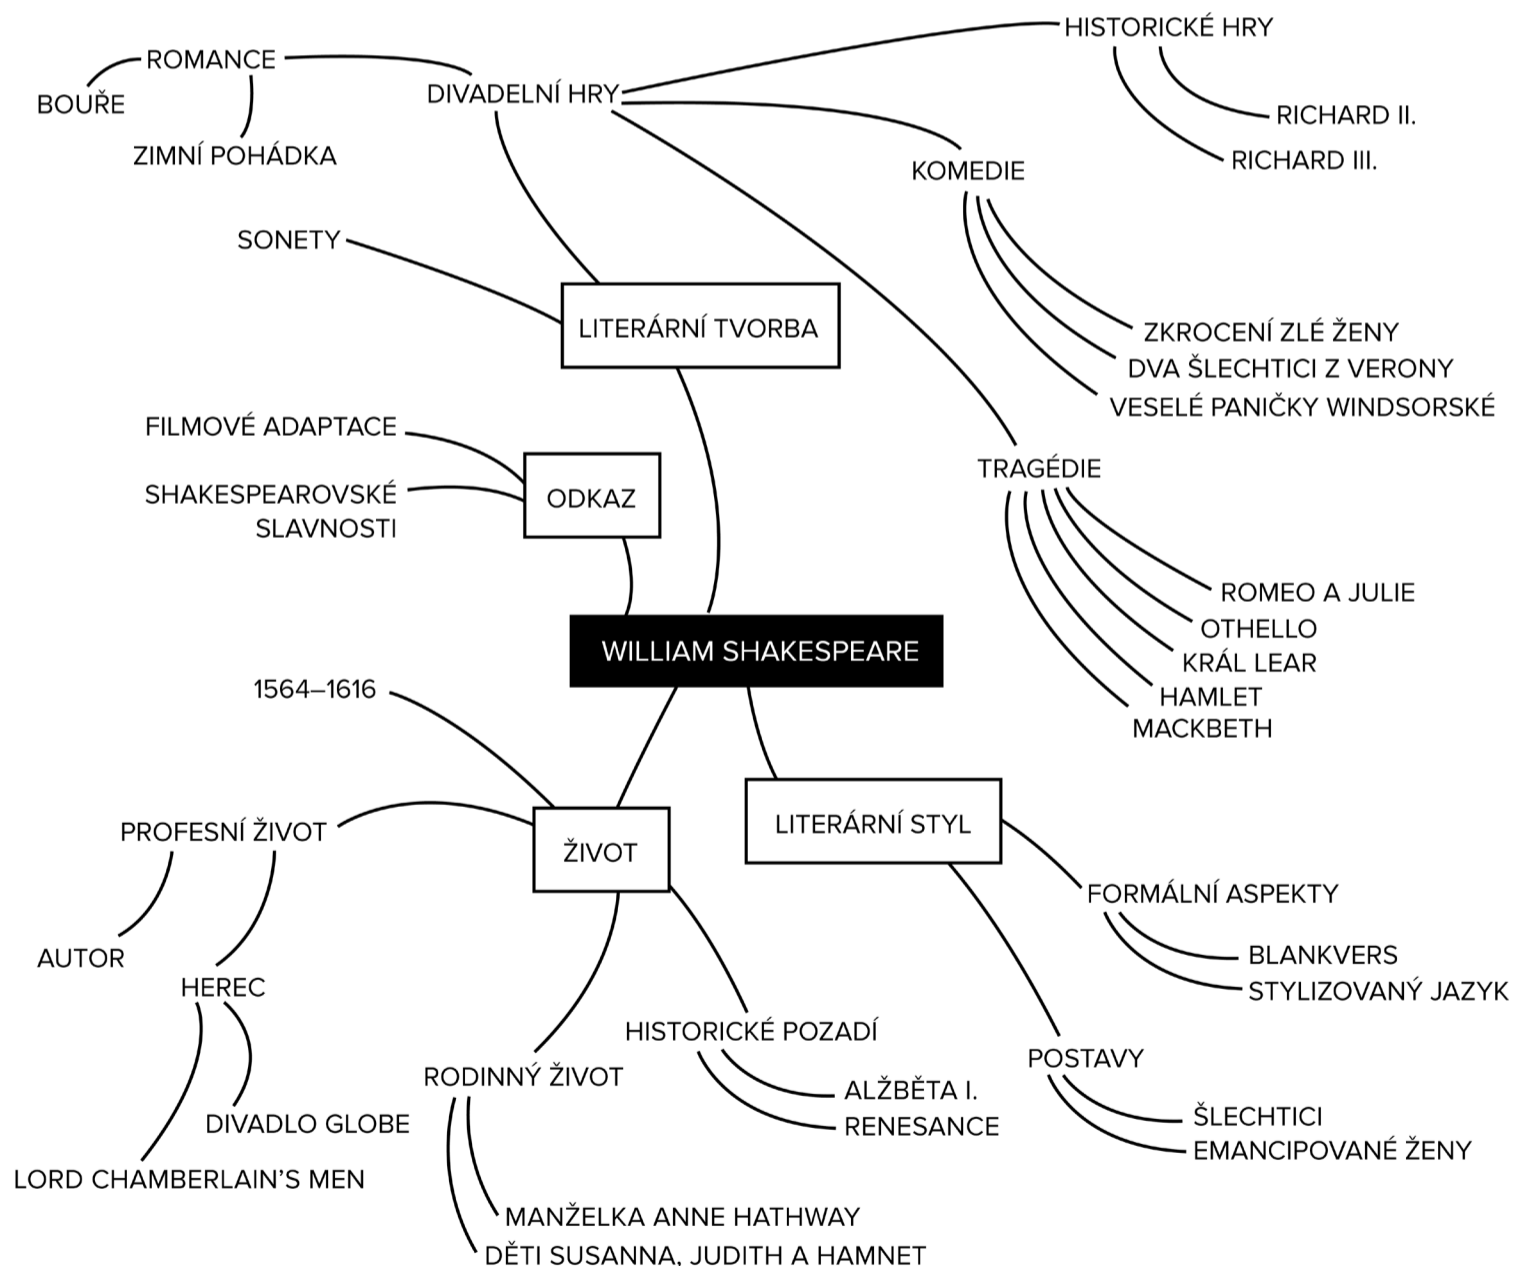 HISTORICKÉ HRY
ROMANCE
BOUŘE
DIVADELNÍ HRY
RICHARD II.
ZIMNÍ POHÁDKA
RICHARD III.
KOMEDIE
SONETY
LITERÁRNÍ TVORBA
ZKROCENÍ ZLÉ ŽENY
DVA ŠLECHTICI Z VERONY
VESELÉ PANIČKY WINDSORSKÉ
FILMOVÉ ADAPTACE
TRAGÉDIE
SHAKESPEAROVSKÉ
SLAVNOSTI
ODKAZ
ROMEO A JULIE
OTHELLO
KRÁL LEAR
HAMLET
MACKBETH
WILLIAM SHAKESPEARE
1564–1616
PROFESNÍ ŽIVOT
LITERÁRNÍ STYL
ŽIVOT
FORMÁLNÍ ASPEKTY
AUTOR
BLANKVERS
HEREC
STYLIZOVANÝ JAZYK
HISTORICKÉ POZADÍ
POSTAVY
RODINNÝ ŽIVOT
ALŽBĚTA I.
RENESANCE
DIVADLO GLOBE
ŠLECHTICI
EMANCIPOVANÉ ŽENY
LORD CHAMBERLAIN'S MEN
MANŽELKA ANNE HATHWAY
DĚTI SUSANNA, JUDITH A HAMNET